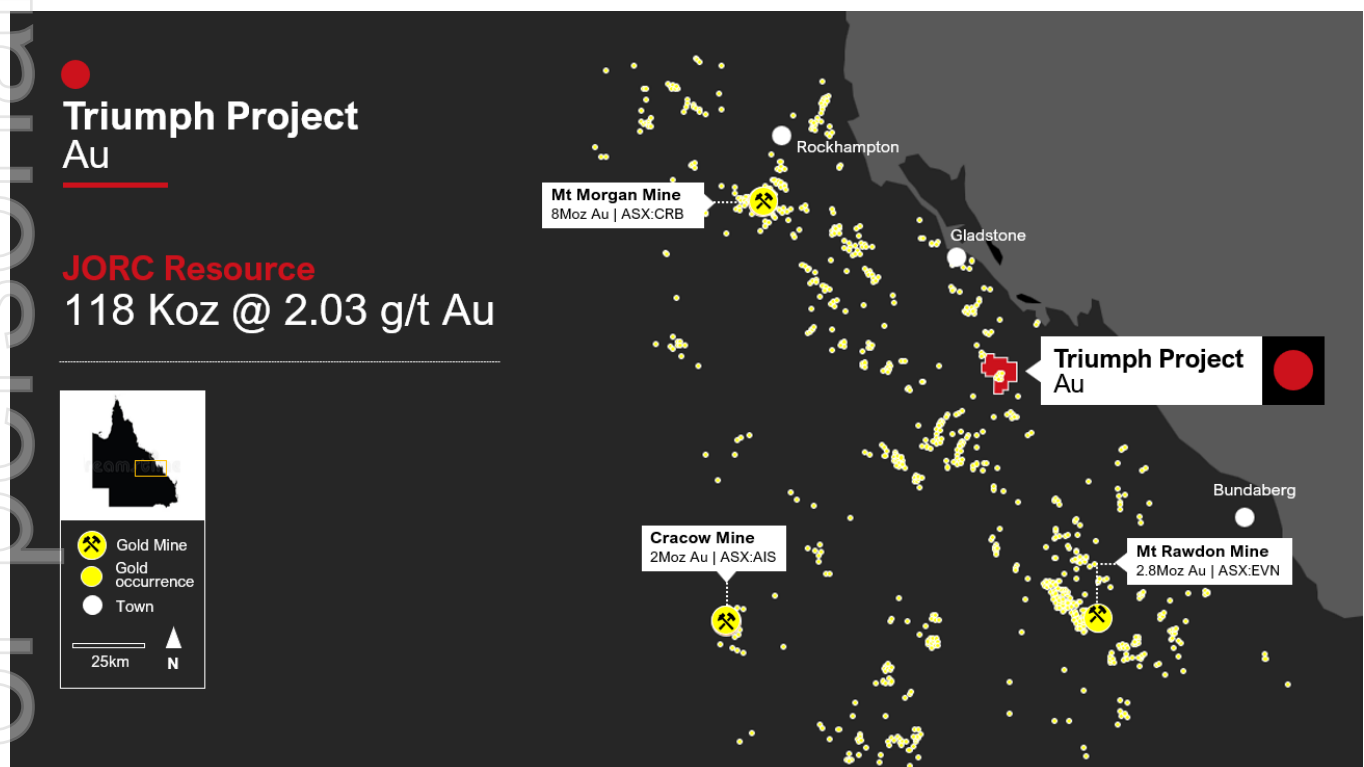 Triumph Project
Au
JORC Resource
118 Koz @ 2.03 g/t Au
Rockhampton
Mt Morgan Mine
8Moz Au | ASX:CRB
Gladstone
Triumph Project
Au
Bundaberg
Cracow Mine
2Moz Au | ASX:AIS
Mt Rawdon Mine
2.8Moz Au | ASX:EVN
Gold Mine
Gold
occurrence
Town
25km
N